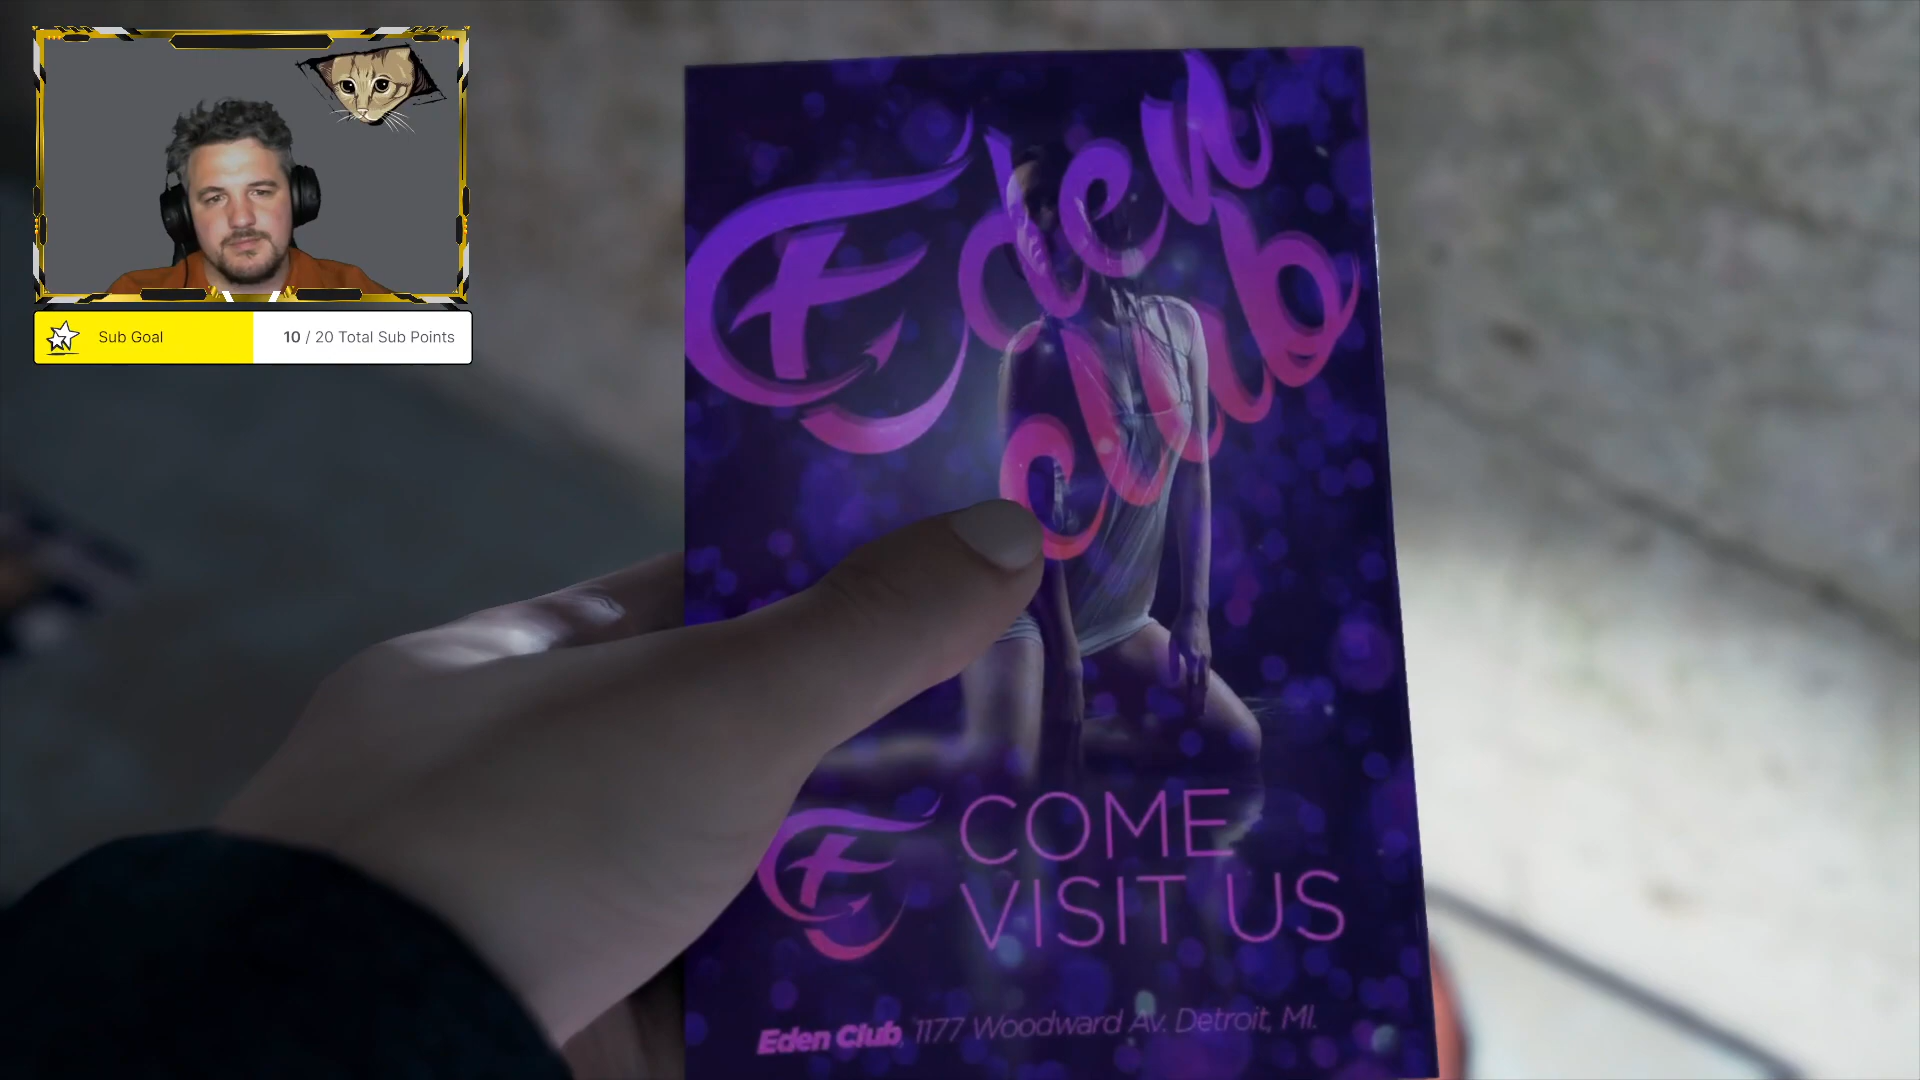 Sub Goal
10 / 20 Total Sub Points
Eden
club
COME
VISIT US
Eden Club, 1177 Woodward Av. Detroit, MI.